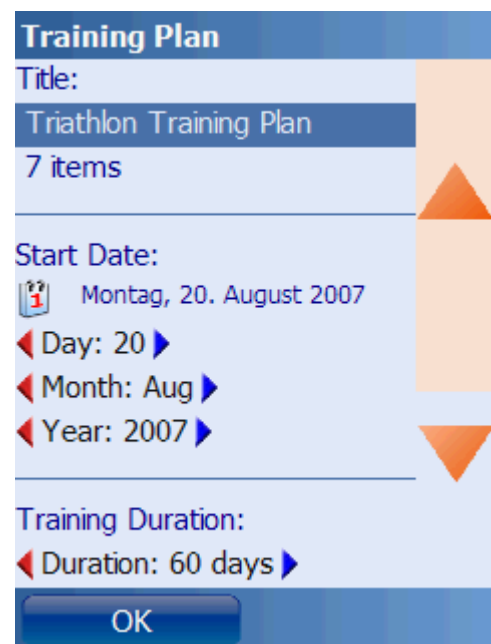 Training Plan
Title:
Triathlon Training Plan
7 items
Start Date:
1 Montag, 20. August 2007
Day: 20
Month: Aug
Year: 2007
Training Duration:
Duration: 60 days
OK